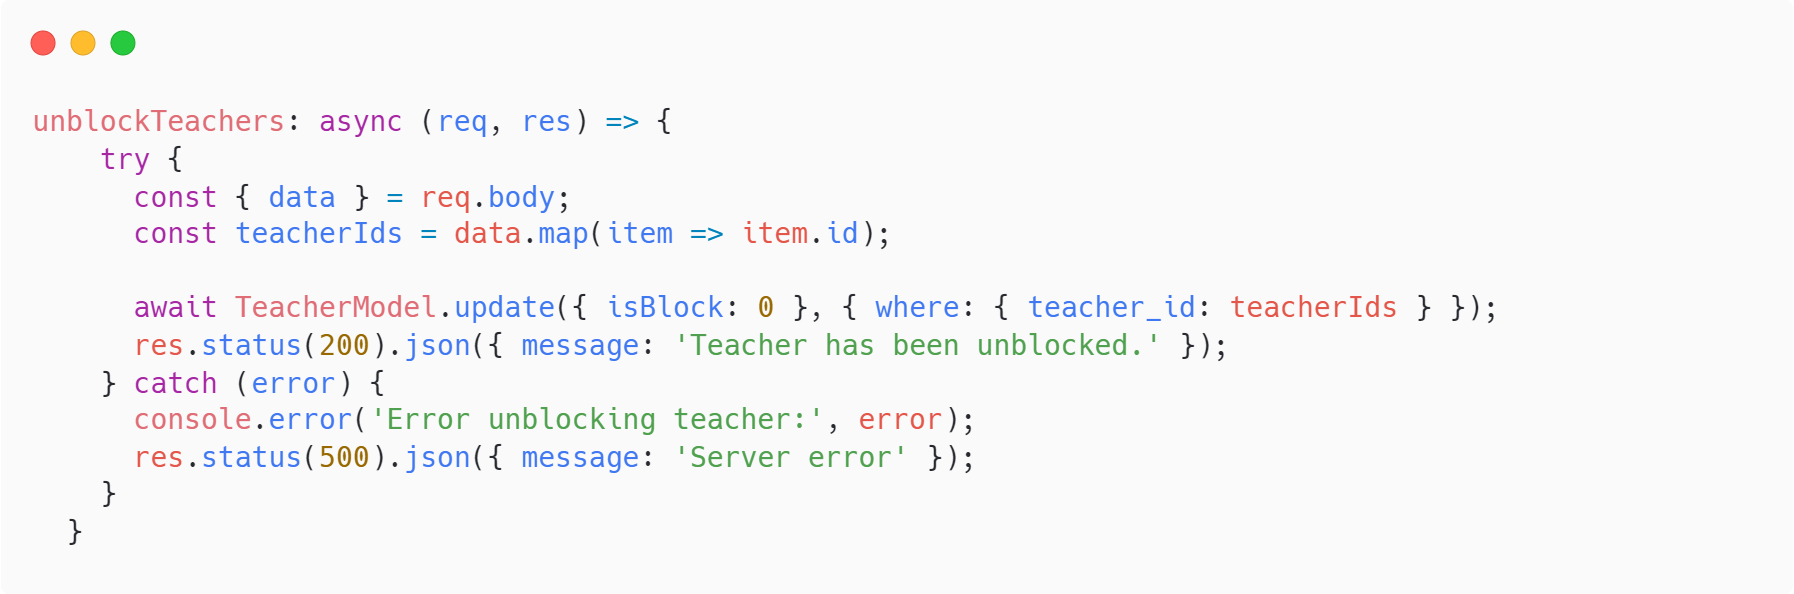 unblockTeachers: async (req, res) => {
    try {
      const { data } = req.body;
      const teacherIds = data.map(item => item.id);

      await TeacherModel.update({ isBlock: 0 }, { where: { teacher_id: teacherIds } });
      res.status(200).json({ message: 'Teacher has been unblocked.' });
    } catch (error) {
      console.error('Error unblocking teacher:', error);
      res.status(500).json({ message: 'Server error' });
    }
  }